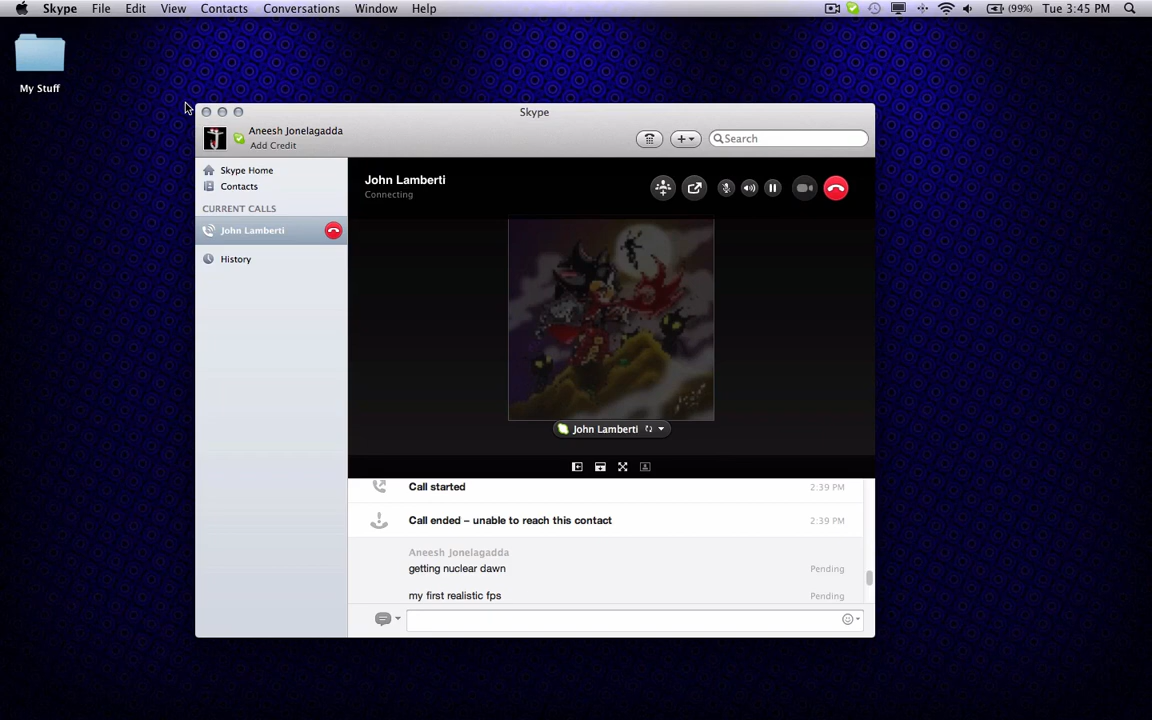 Skype File Edit View Contacts Conversations Window Help (99%) Tue 3:45 PM
My Stuff
Skype
Aneesh Jonelagadda
Add Credit
Search
Skype Home
Contacts
CURRENT CALLS
John Lamberti
History
John Lamberti
Connecting
John Lamberti
Call started 2:39 PM
Call ended – unable to reach this contact 2:39 PM
Aneesh Jonelagadda
getting nuclear dawn Pending
my first realistic fps Pending